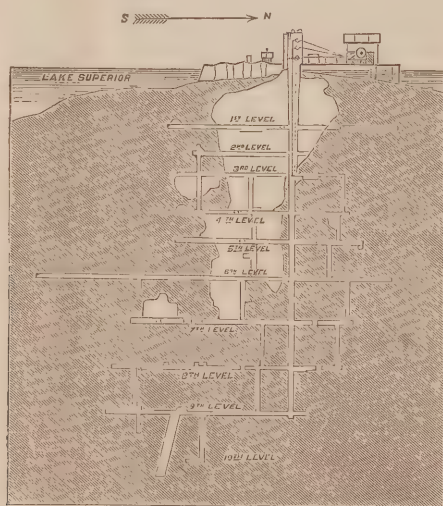 S N
LAKE SUPERIOR
1ST LEVEL
2ND LEVEL
3RD LEVEL
4TH LEVEL
5TH LEVEL
6TH LEVEL
7TH LEVEL
8TH LEVEL
9TH LEVEL
10TH LEVEL